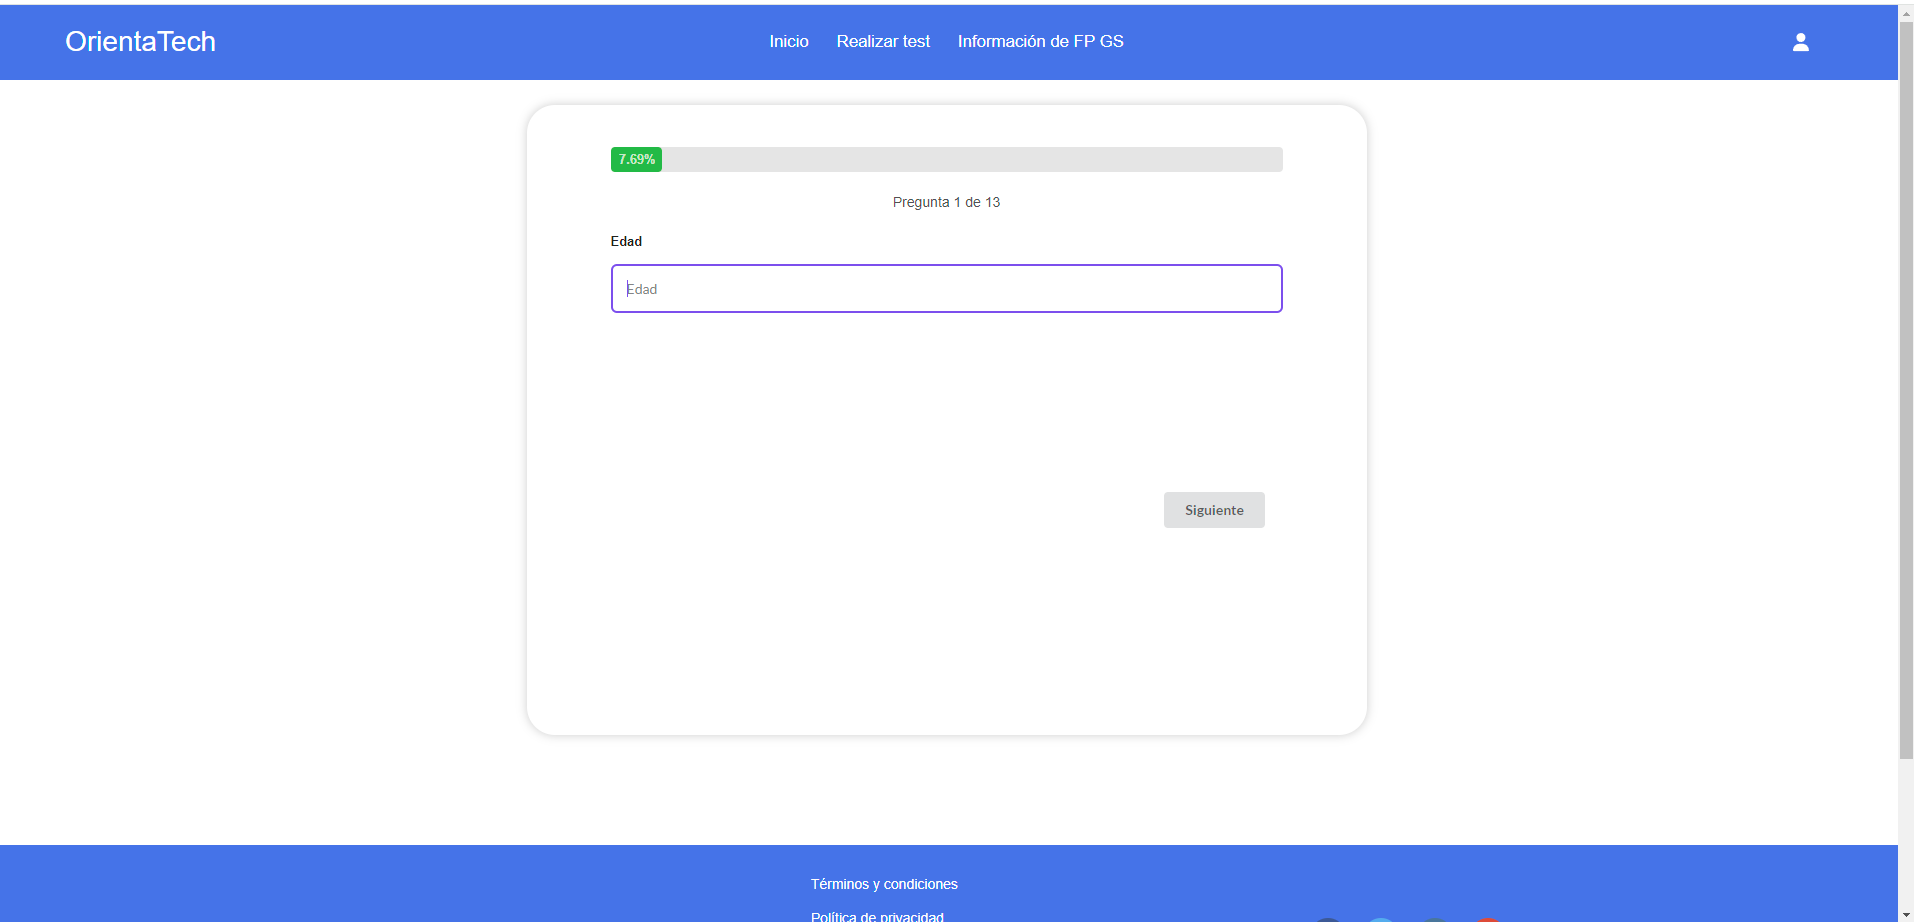 OrientaTech
Inicio Realizar test Información de FP GS
7.69%
Pregunta 1 de 13
Edad
Edad
Siguiente
Términos y condiciones
Política de privacidad